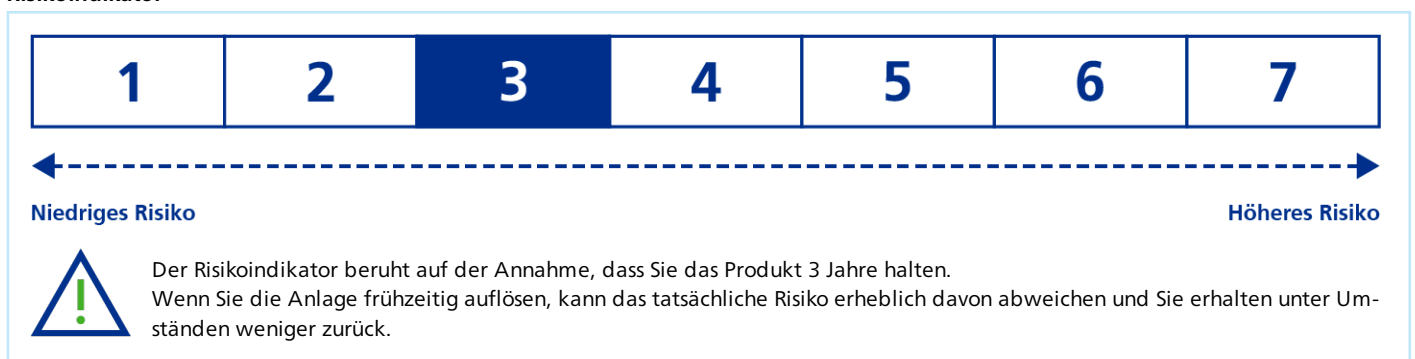 Risikoindikator
1 2 3 4 5 6 7
Niedriges Risiko Höheres Risiko
Der Risikoindikator beruht auf der Annahme, dass Sie das Produkt 3 Jahre halten.
Wenn Sie die Anlage frühzeitig auflösen, kann das tatsächliche Risiko erheblich davon abweichen und Sie erhalten unter Um-
ständen weniger zurück.